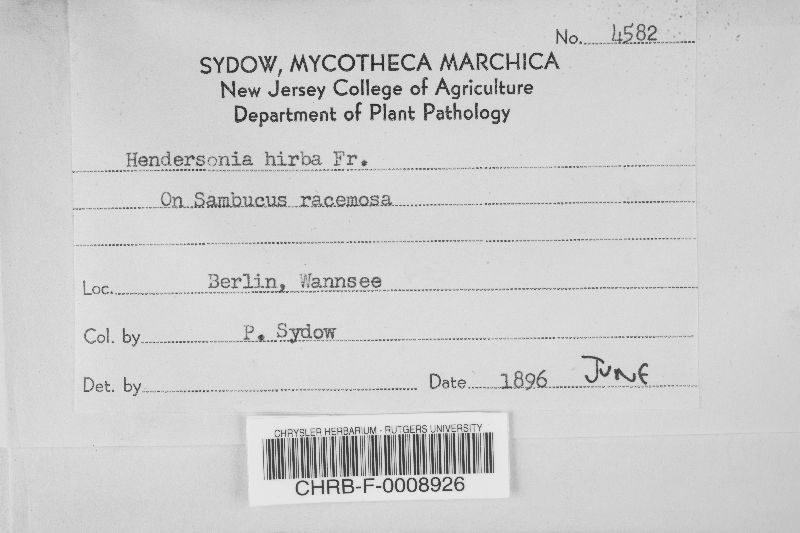 No. 4582
SYDOW, MYCOTHECA MARCHICA
New Jersey College of Agriculture
Department of Plant Pathology
Hendersonia hirba Fr.
On Sambucus racemosa
Loc. Berlin, Wannsee
Col. by P. Sydow
Det. by Date 1896 JUNE
CHRYSLER HERBARIUM - RUTGERS UNIVERSITY
CHRB-F-0008926